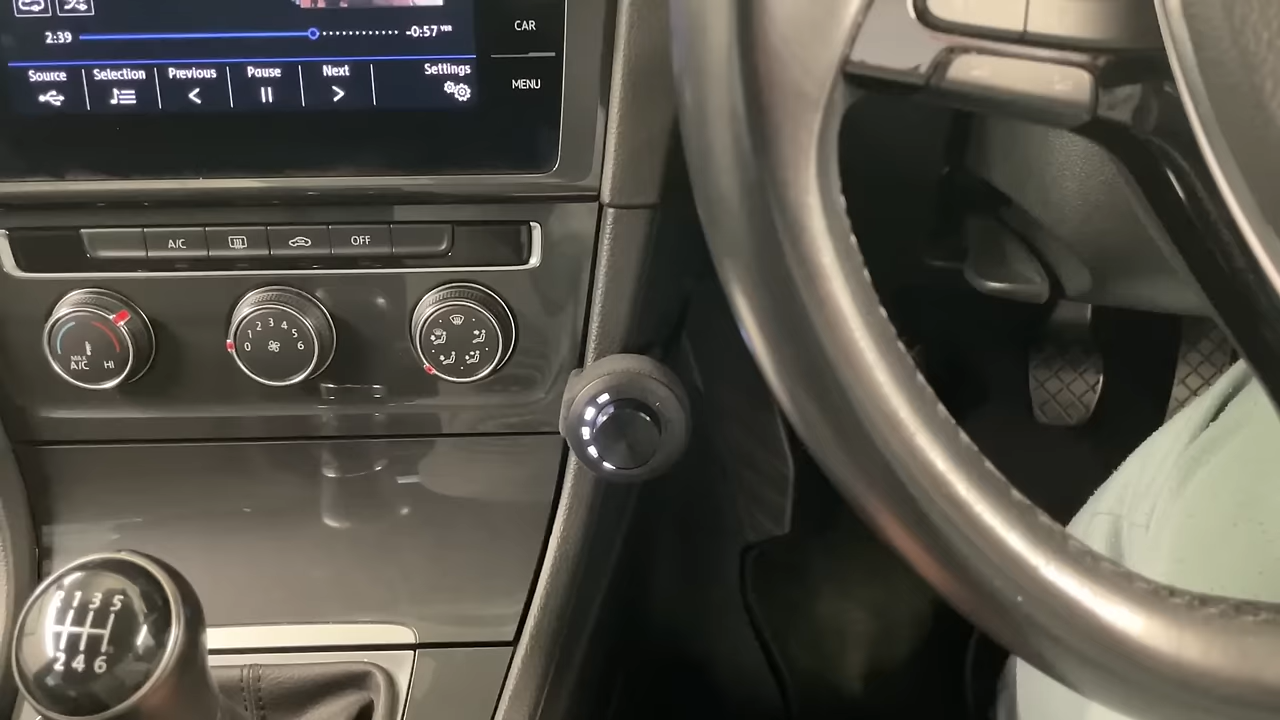 2:39
-0:57
CAR
Source Selection Previous Pause Next Settings
MENU
A/C
OFF
MAX
A/C HI
0 1 2 3 4 5 6
R 1 3 5
2 4 6